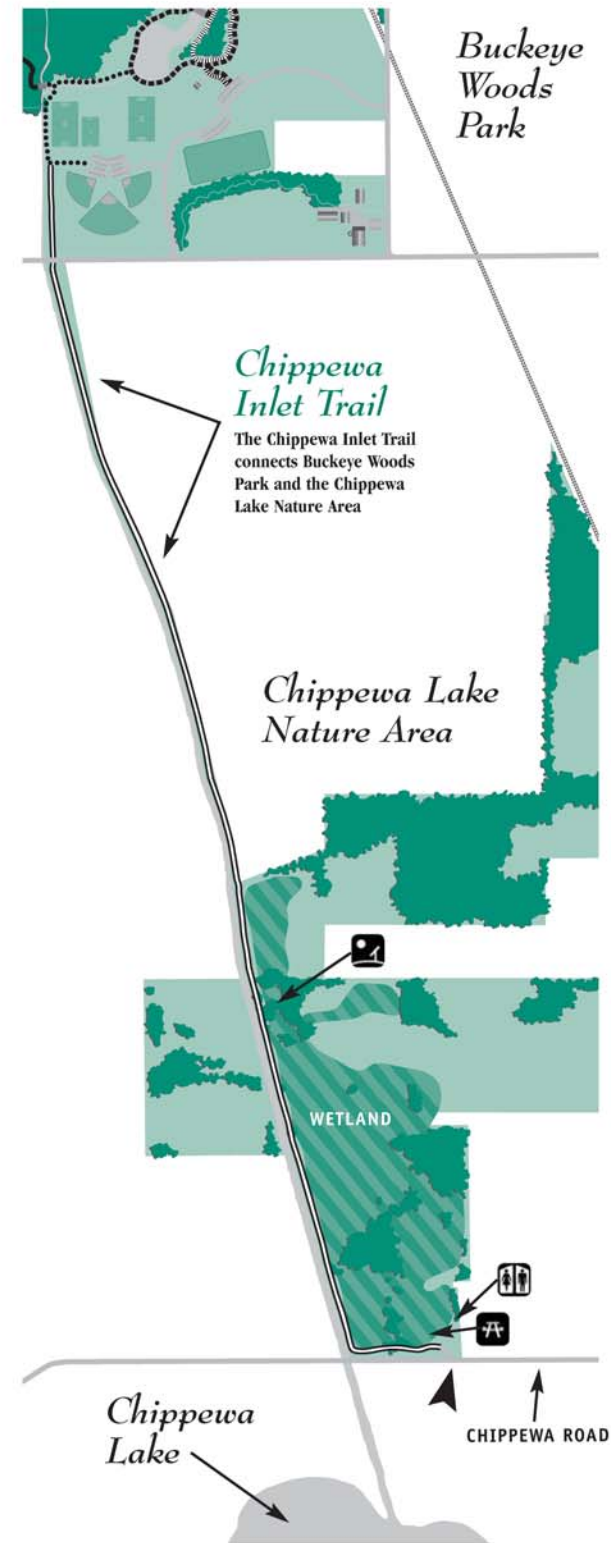 Buckeye
Woods
Park
Chippewa
Inlet Trail
The Chippewa Inlet Trail
connects Buckeye Woods
Park and the Chippewa
Lake Nature Area
Chippewa Lake
Nature Area
WETLAND
CHIPPEWA ROAD
Chippewa
Lake